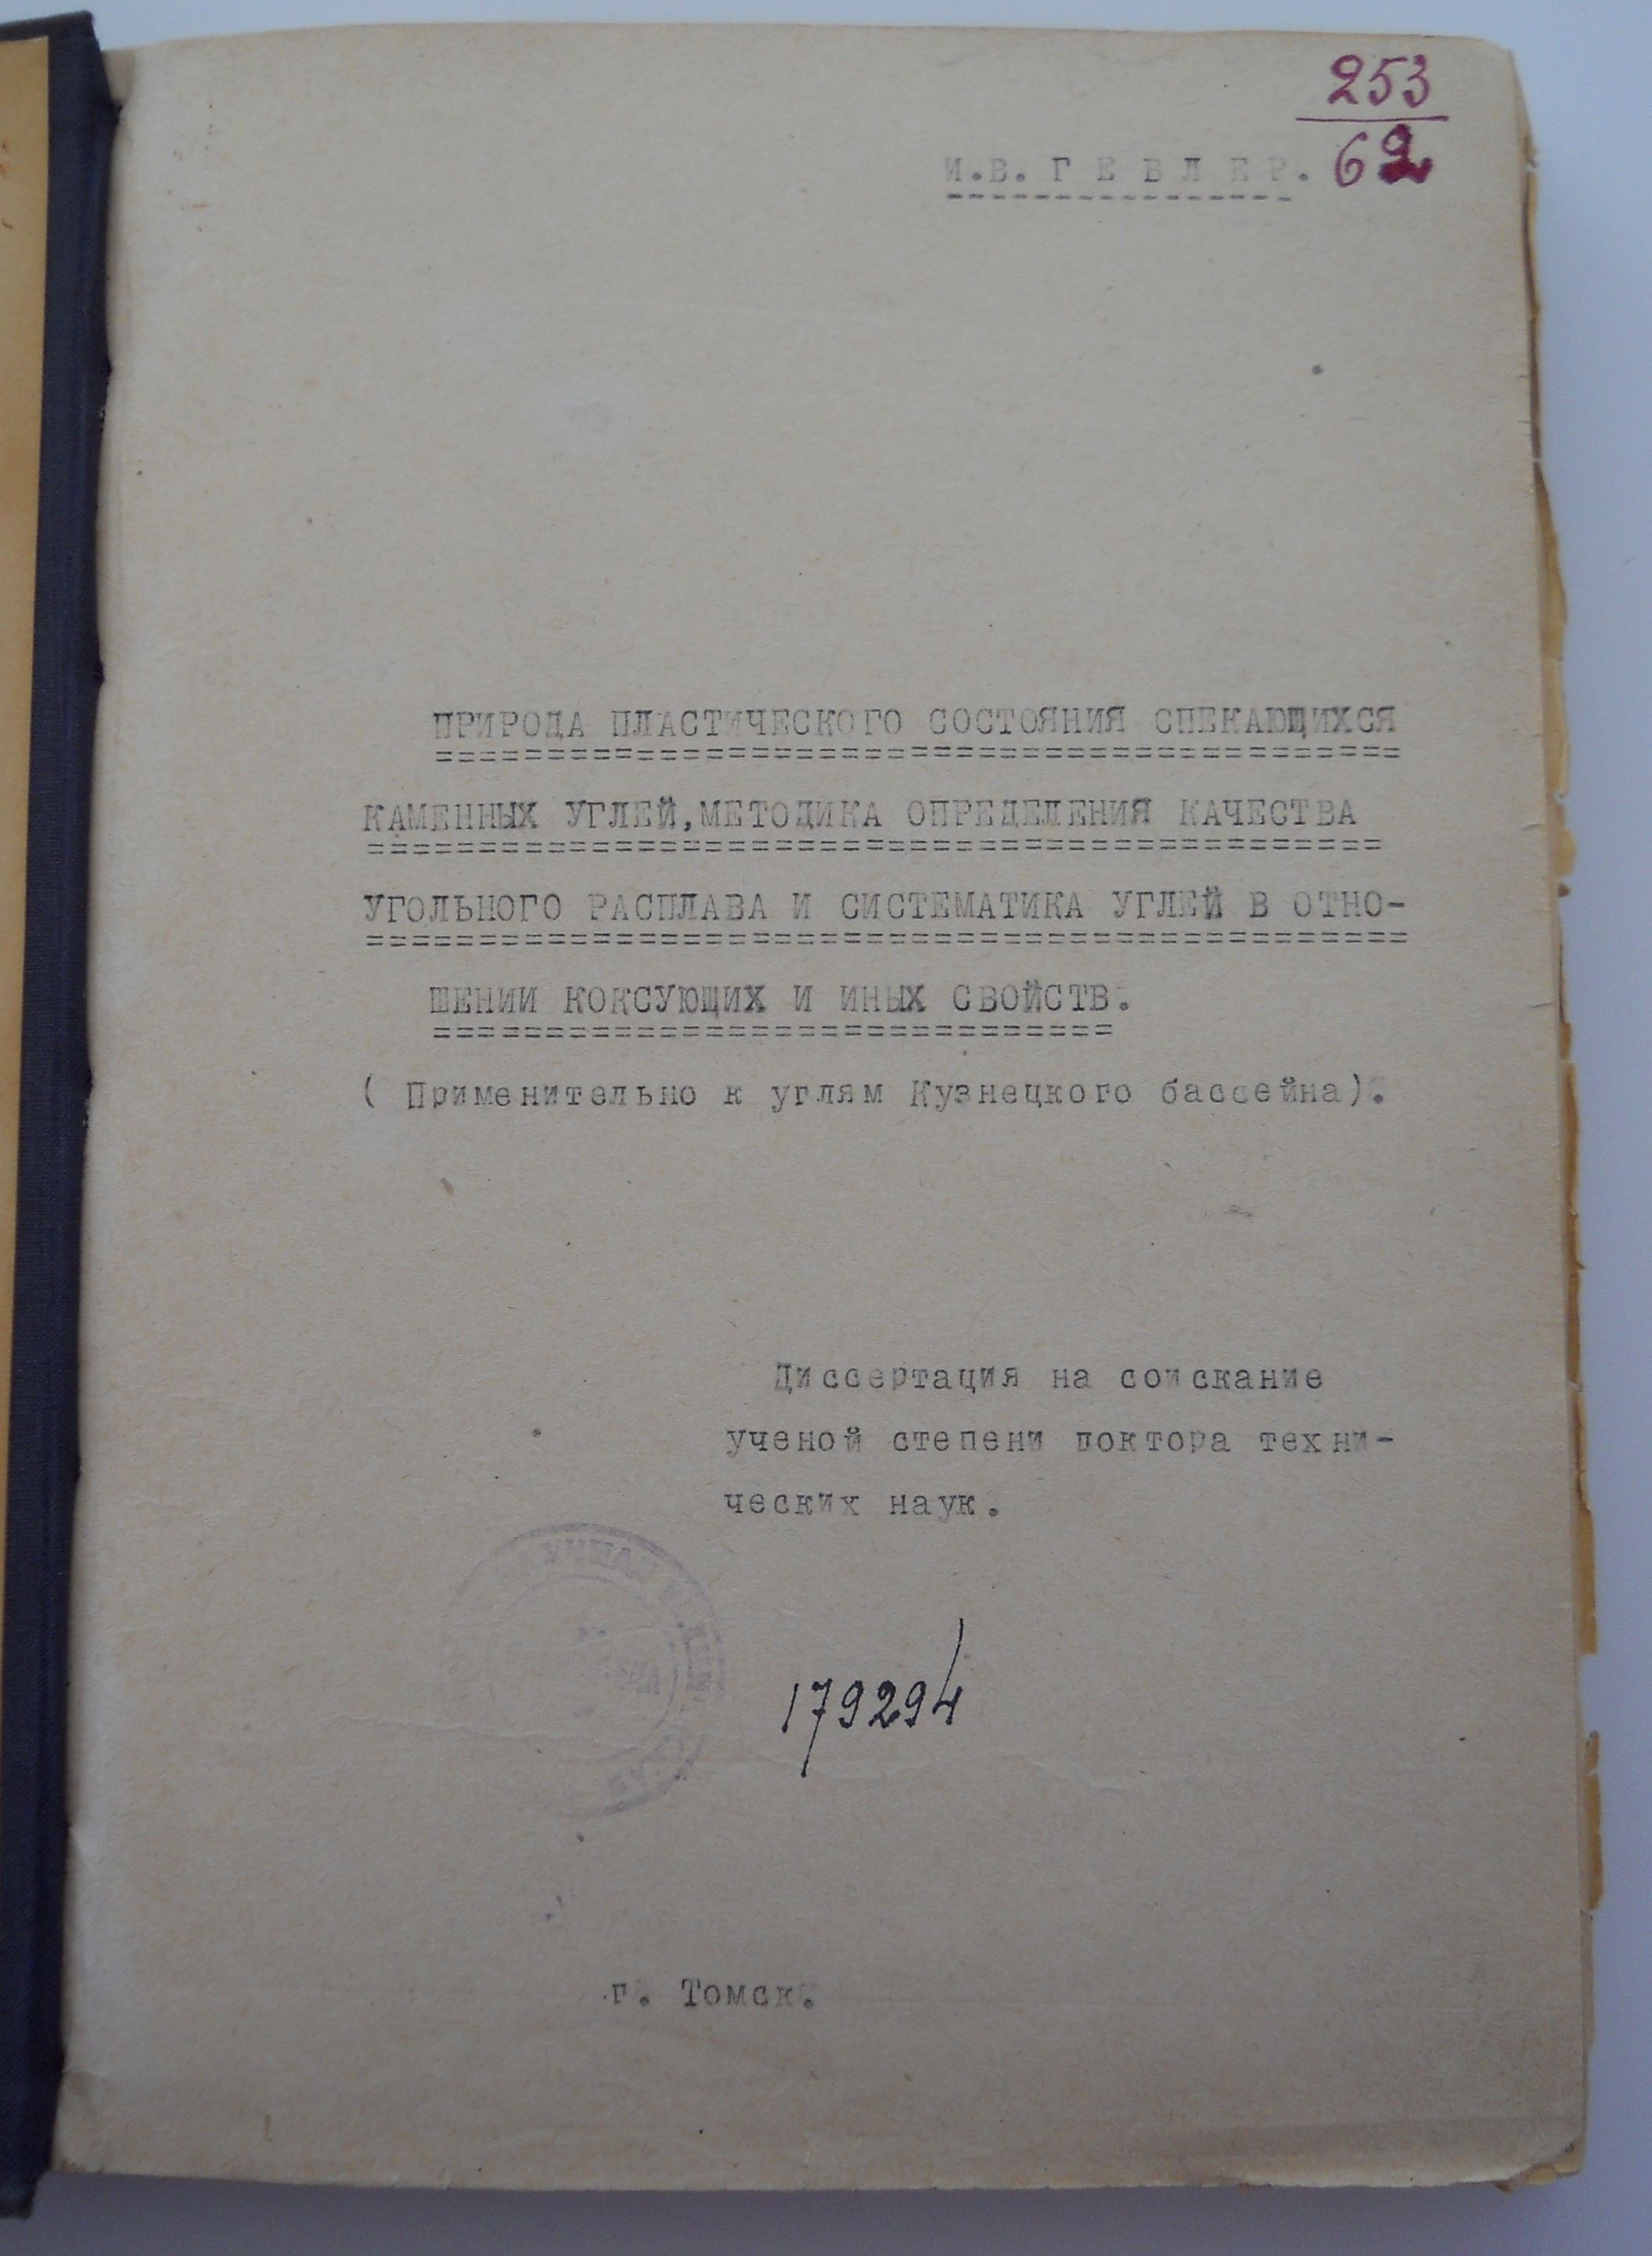 253
62
И.В. ГЕВЛЕР.
ПРИРОДА ПЛАСТИЧЕСКОГО СОСТОЯНИЯ СПЕКАЮЩИХСЯ
КАМЕННЫХ УГЛЕЙ, МЕТОДИКА ОПРЕДЕЛЕНИЯ КАЧЕСТВА
УГОЛЬНОГО РАСПЛАВА И СИСТЕМАТИКА УГЛЕЙ В ОТНО-
ШЕНИИ КОКСУЮЩИХ И ИНЫХ СВОЙСТВ.
( Применительно к углям Кузнецкого бассейна).
Диссертация на соискание
ученой степени доктора техни-
ческих наук.
179294
г. Томск.